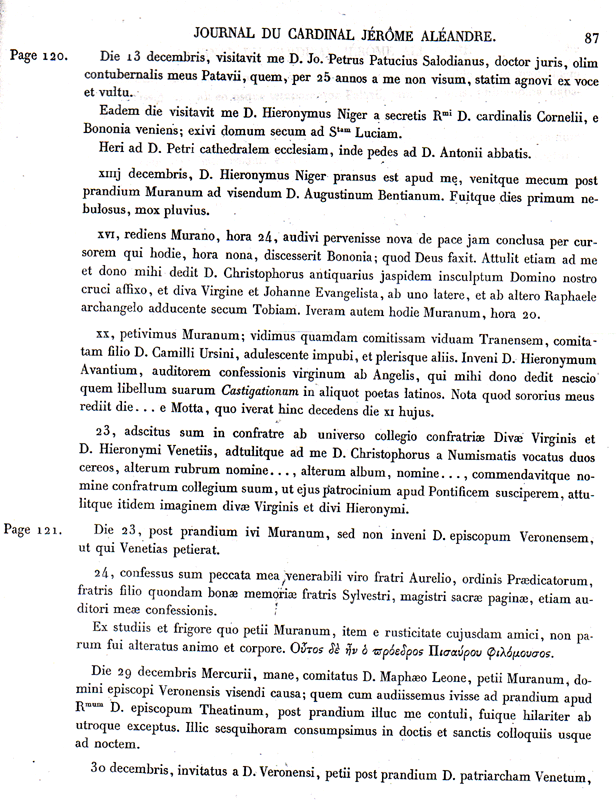 JOURNAL DU CARDINAL JÉRÔME ALÉANDRE. 87
Page 120. Die 13 decembris, visitavit me D. Jo. Petrus Patucius Salodianus, doctor juris, olim
contubernalis meus Patavii, quem, per 25 annos a me non visum, statim agnovi ex voce
et vultu.
Eadem die visitavit me D. Hieronymus Niger a secretis Rmi D. cardinalis Cornelii, e
Bononia veniens; exivi domum secum ad Stam Luciam.
Heri ad D. Petri cathedralem ecclesiam, inde pedes ad D. Antonii abbatis.
xiiij decembris, D. Hieronymus Niger pransus est apud me, venitque mecum post
prandium Muranum ad visendum D. Augustinum Bentianum. Fuitque dies primum ne-
bulosus, mox pluvius.
xvi, rediens Murano, hora 24, audivi pervenisse nova de pace jam conclusa per cur-
sorem qui hodie, hora nona, discesserit Bononia; quod Deus faxit. Attulit etiam ad me
et dono mihi dedit D. Christophorus antiquarius jaspidem insculptum Domino nostro
cruci affixo, et diva Virgine et Johanne Evangelista, ab uno latere, et ab altero Raphaele
archangelo adducente secum Tobiam. Iveram autem hodie Muranum, hora 20.
xx, petivimus Muranum; vidimus quamdam comitissam viduam Tranensem, comita-
tam filio D. Camilli Ursini, adulescente impubi, et plerisque aliis. Inveni D. Hieronymum
Avantium, auditorem confessionis virginum ab Angelis, qui mihi dono dedit nescio
quem libellum suarum Castigationum in aliquot poetas latinos. Nota quod sororius meus
rediit die... e Motta, quo iverat hinc decedens die xi hujus.
23, adscitus sum in confratre ab universo collegio confratriæ Divæ Virginis et
D. Hieronymi Venetiis, adtulitque ad me D. Christophorus a Numismatis vocatus duos
cereos, alterum rubrum nomine..., alterum album, nomine..., commendavitque no-
mine confratrum collegium suum, ut ejus patrocinium apud Pontificem susciperem, attu-
litque itidem imaginem divæ Virginis et divi Hieronymi.
Page 121. Die 23, post prandium ivi Muranum, sed non inveni D. episcopum Veronensem,
ut qui Venetias petierat.
24, confessus sum peccata mea venerabili viro fratri Aurelio, ordinis Prædicatorum,
fratris filio quondam bonæ memoriæ fratris Sylvestri, magistri sacræ paginæ, etiam au-
ditori meæ confessionis.
Ex studiis et frigore quo petii Muranum, item e rusticitate cujusdam amici, non pa-
rum fui alteratus animo et corpore. Οὗτος δὲ ἦν ὁ πρόεδρος Πισαύρου φιλόμουσος.
Die 29 decembris Mercurii, mane, comitatus D. Maphæo Leone, petii Muranum, do-
mini episcopi Veronensis visendi causa; quem cum audiissemus ivisse ad prandium apud
Rmum D. episcopum Theatinum, post prandium illuc me contuli, fuique hilariter ab
utroque exceptus. Illic sesquihoram consumpsimus in doctis et sanctis colloquiis usque
ad noctem.
30 decembris, invitatus a D. Veronensi, petii post prandium D. patriarcham Venetum,